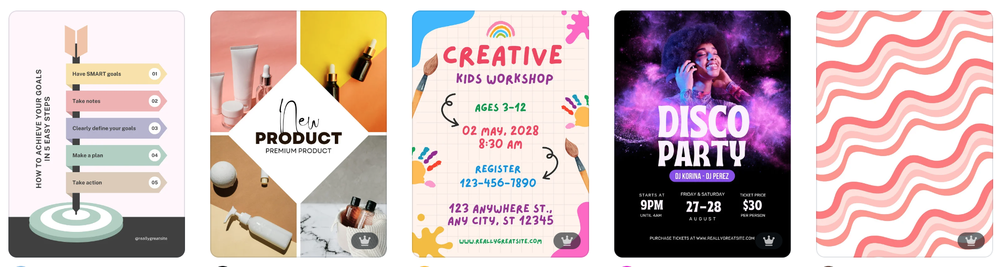 HOW TO ACHIEVE YOUR GOALS
IN 5 EASY STEPS
Have SMART goals 01
Take notes 02
Clearly define your goals 03
Make a plan 04
Take action 05
@reallygreatsite
New
PRODUCT
PREMIUM PRODUCT
CREATIVE
KIDS WORKSHOP
AGES 3-12
02 MAY, 2028
8:30 AM
REGISTER
123-456-7890
123 ANYWHERE ST.,
ANY CITY, ST 12345
WWW.REALLYGREATSITE.COM
DISCO
PARTY
DJ KORINA - DJ PEREZ
STARTS AT
9PM
UNTIL 4AM
FRIDAY & SATURDAY
27-28
AUGUST
TICKET PRICE
$30
PER PERSON
PURCHASE TICKETS AT WWW.REALLYGREATSITE.COM